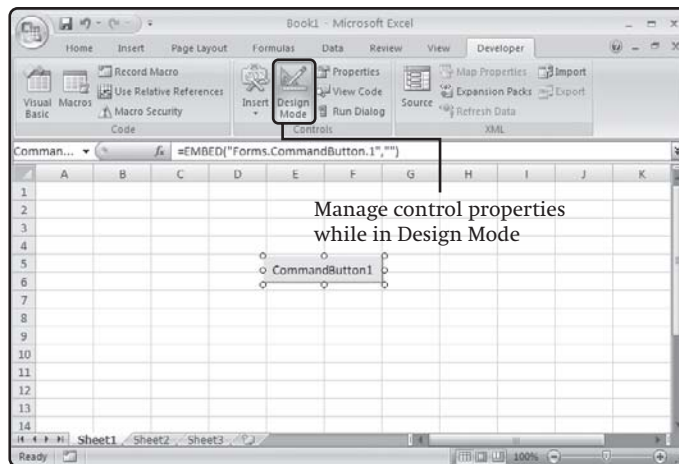 Book1 - Microsoft Excel
Home Insert Page Layout Formulas Data Review View Developer
Visual Basic
Macros
Record Macro
Use Relative References
Macro Security
Code
Insert
Design Mode
Properties
View Code
Run Dialog
Controls
Source
Map Properties
Expansion Packs
Refresh Data
Import
Export
XML
Comman... fx =EMBED("Forms.CommandButton.1","")
A B C D E F G H I J K
1
2
3
4
5
6
7
8
9
10
11
12
13
14
Manage control properties
while in Design Mode
CommandButton1
Sheet1 Sheet2 Sheet3
Ready 100%